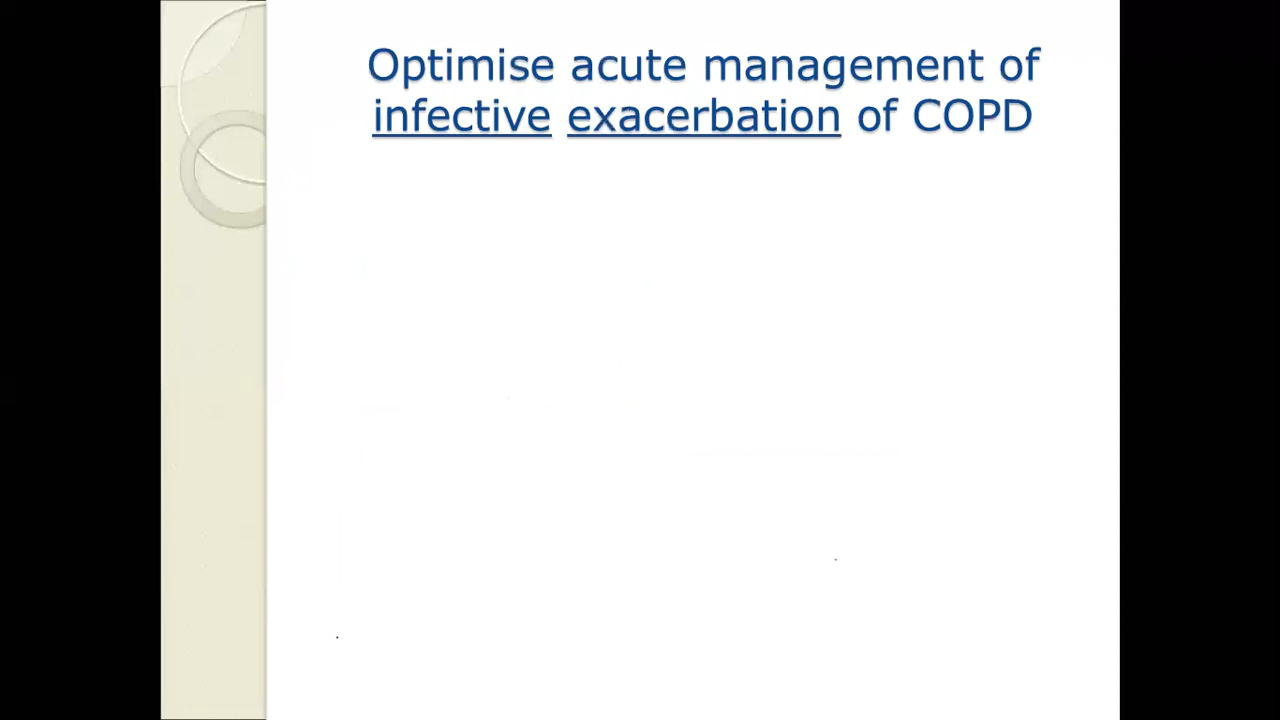 Optimise acute management of
infective exacerbation of COPD